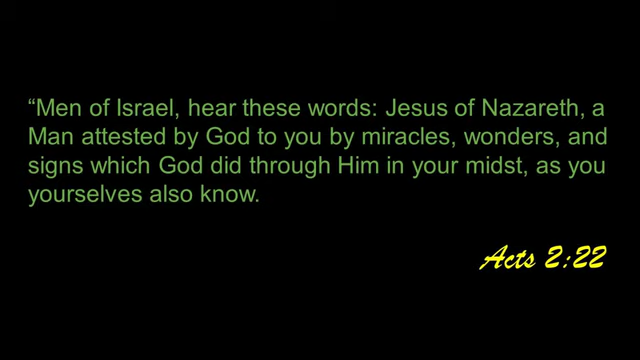 “Men of Israel, hear these words: Jesus of Nazareth, a
Man attested by God to you by miracles, wonders, and
signs which God did through Him in your midst, as you
yourselves also know.
Acts 2:22